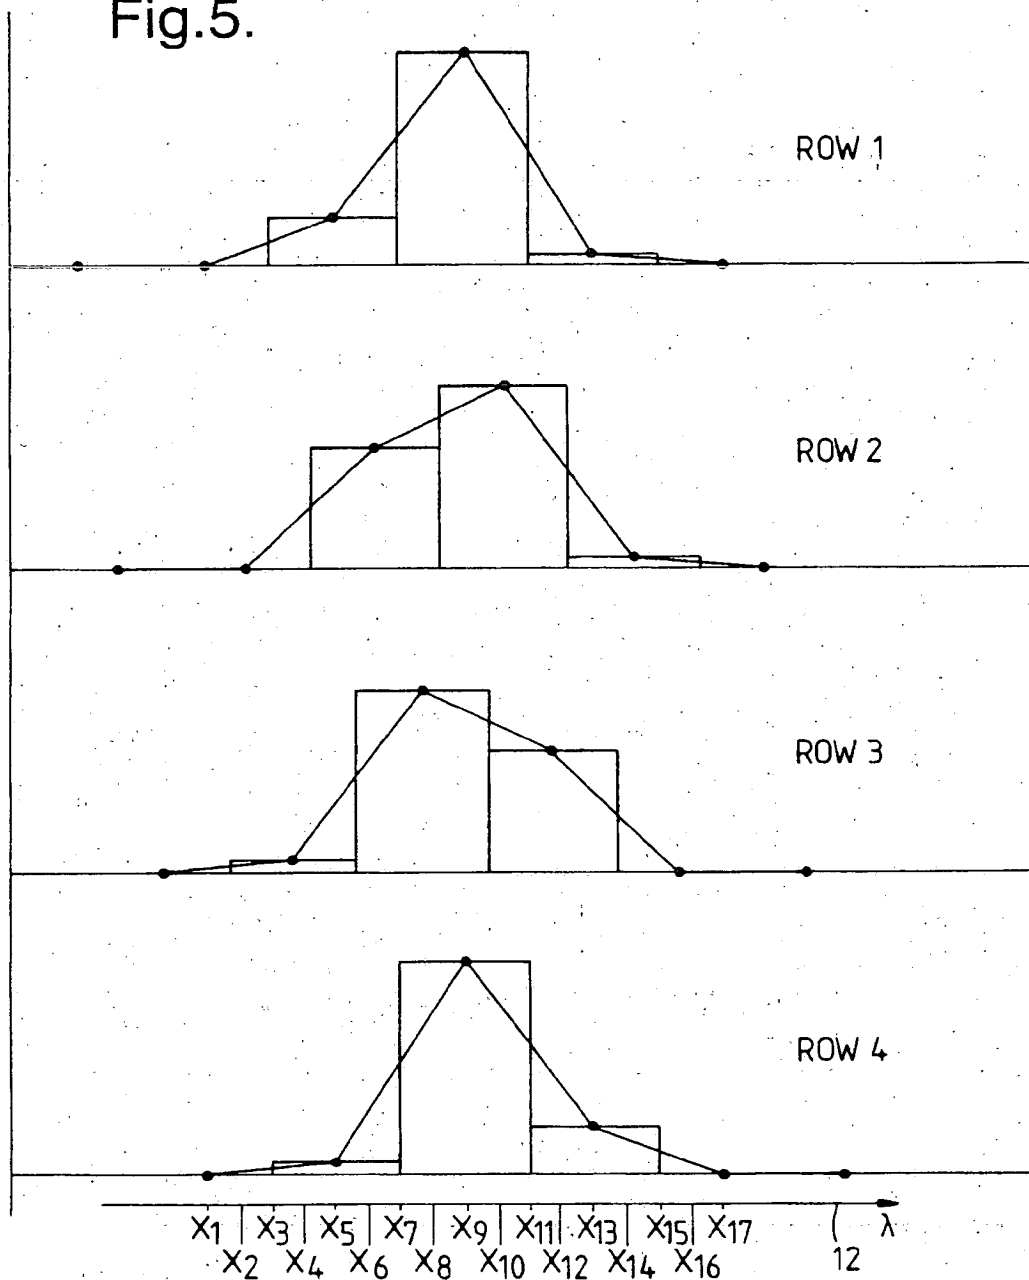 Fig.5.
ROW 1
ROW 2
ROW 3
ROW 4
X1 X3 X5 X7 X9 X11 X13 X15 X17 λ
X2 X4 X6 X8 X10 X12 X14 X16 12